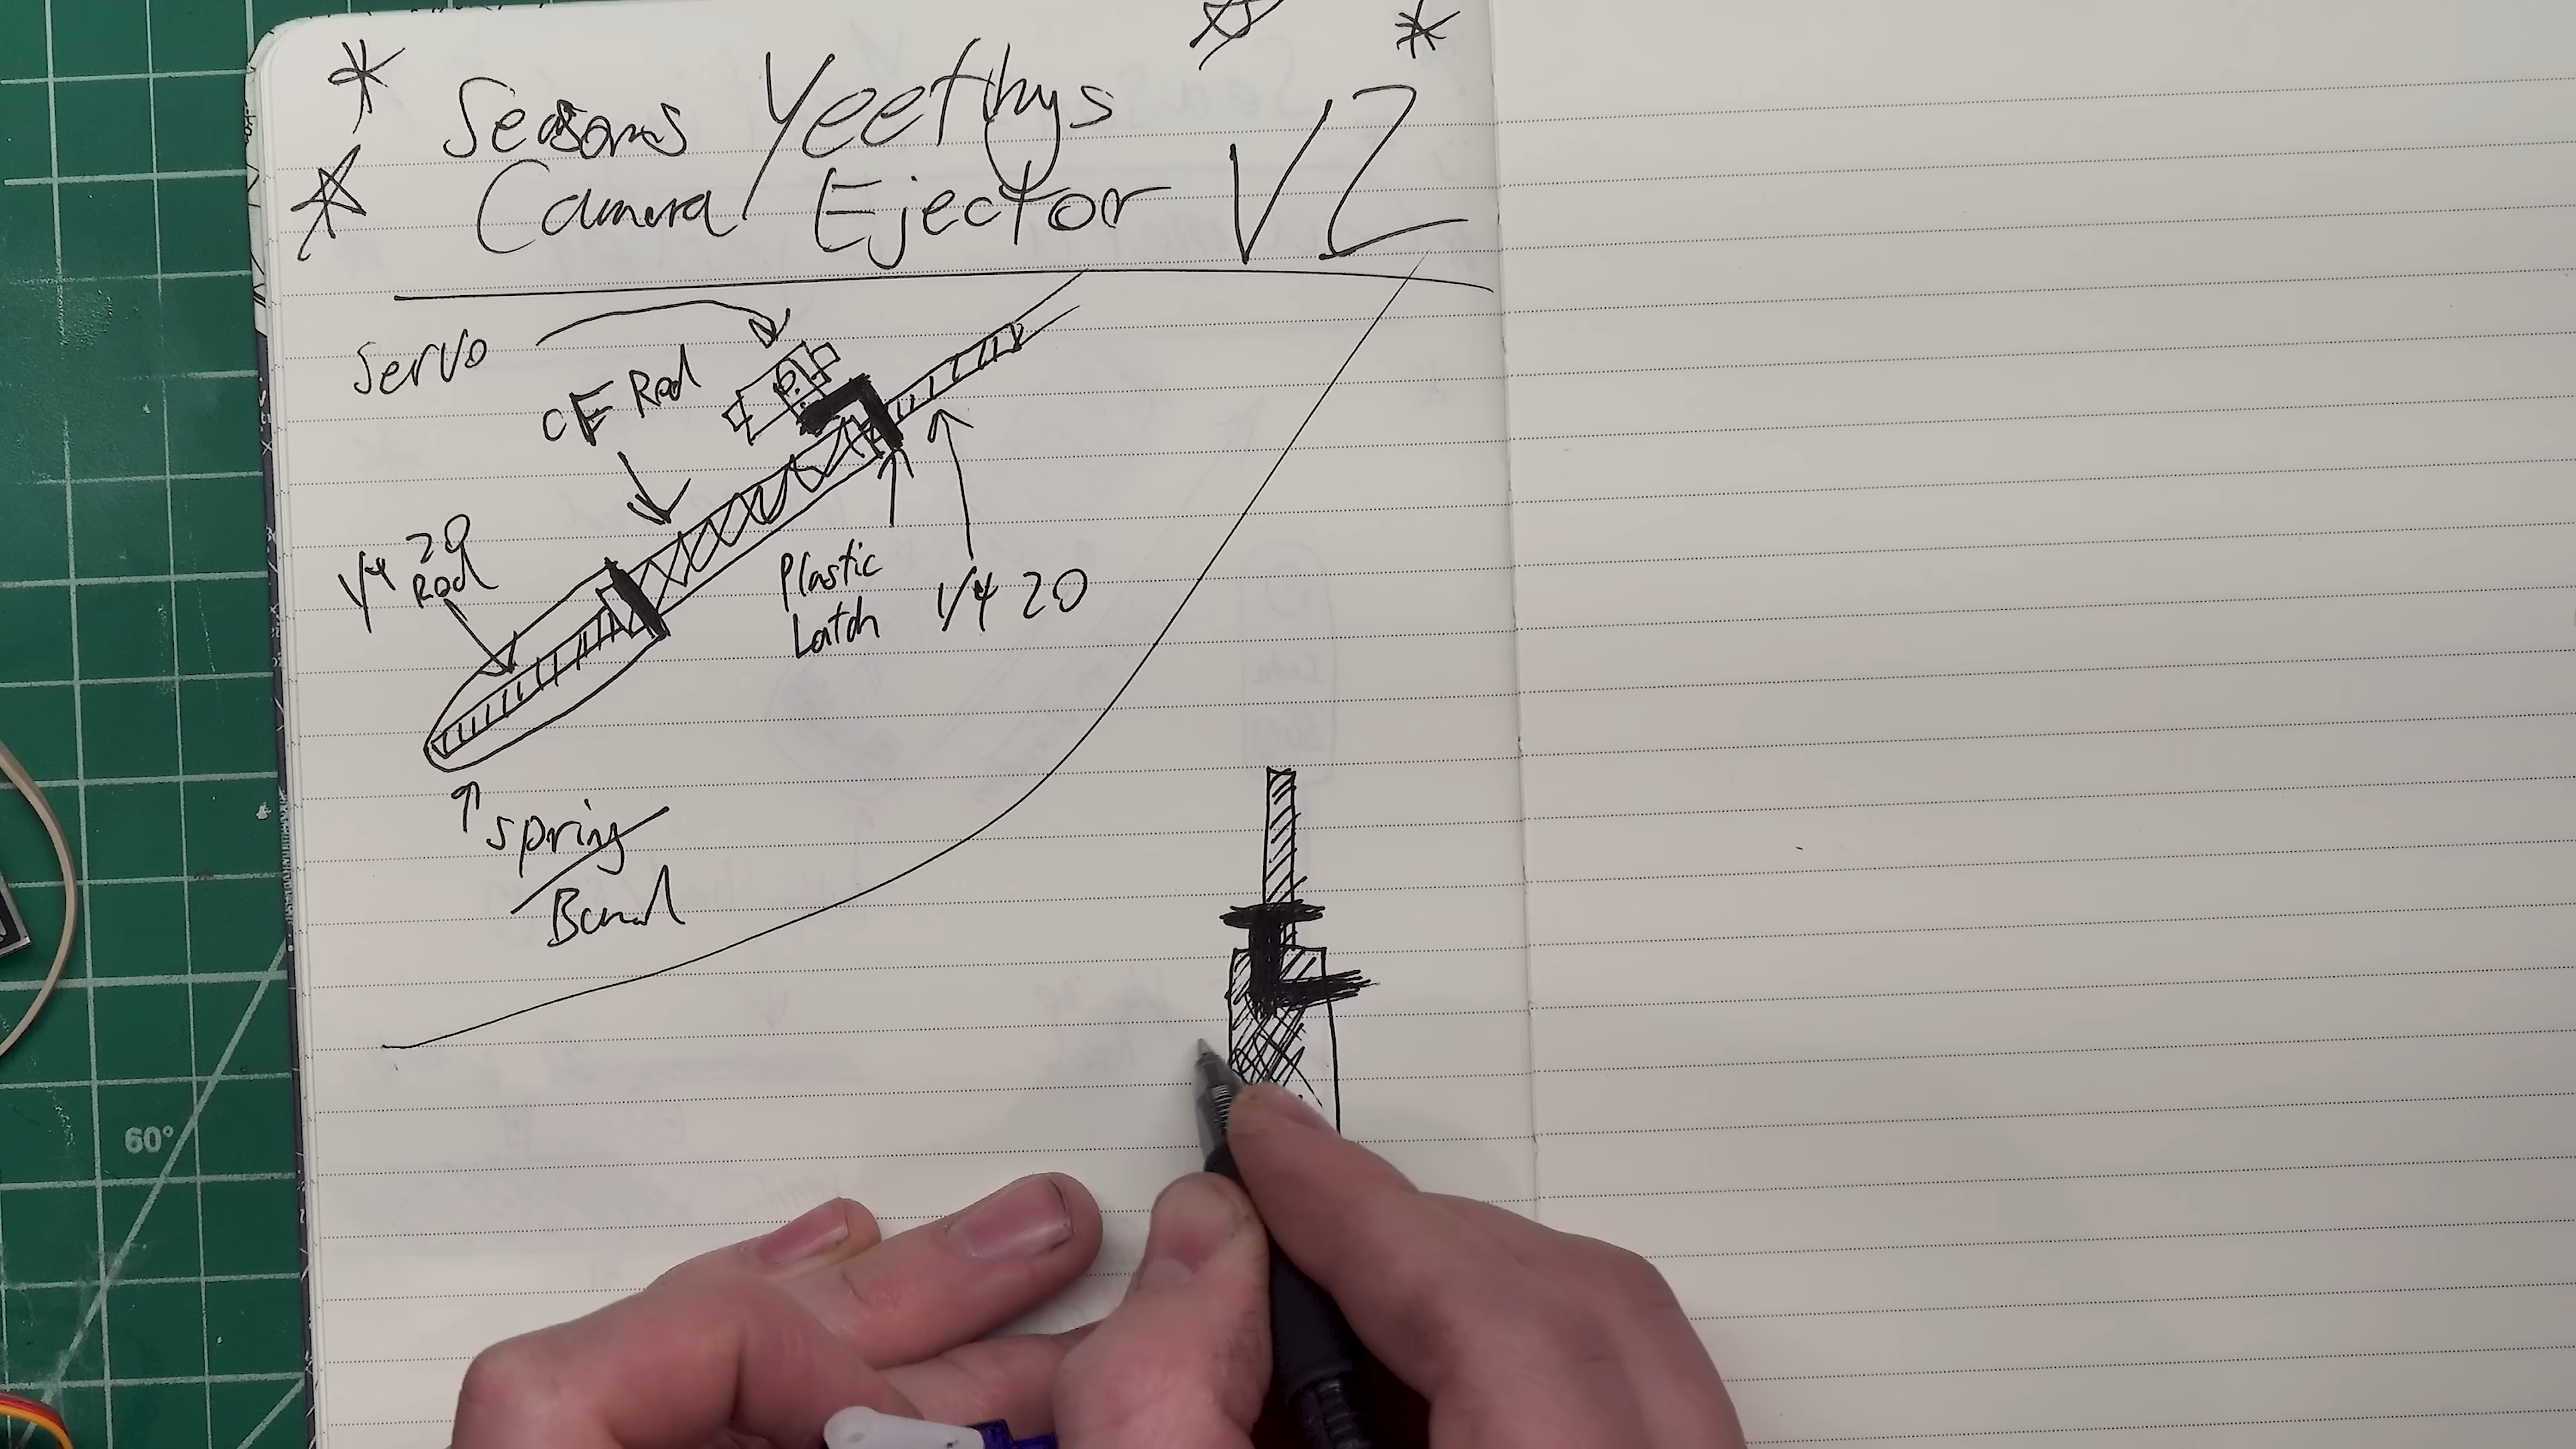 Seasons Yeethys
Camera Ejector V2
Servo
CF Rod
1/4 20
Rod
Plastic
Latch
1/4 20
Spring
Band
60°